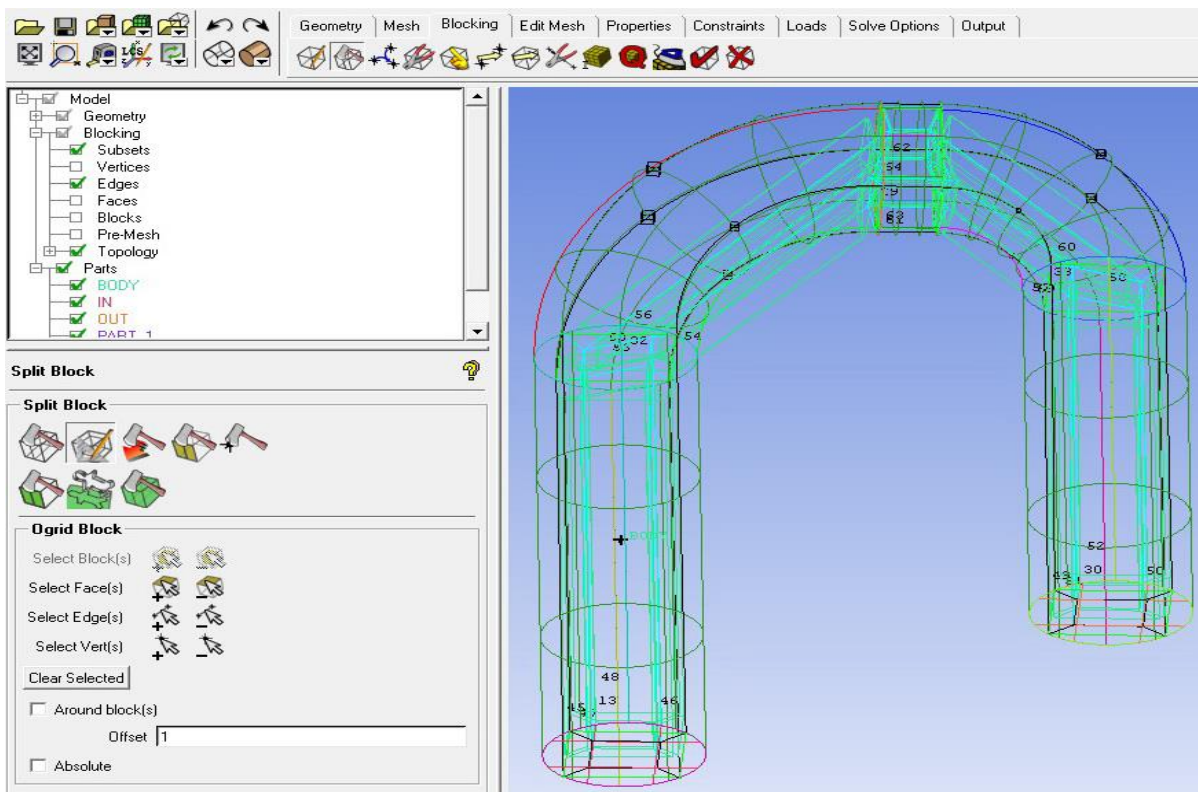 Geometry Mesh Blocking Edit Mesh Properties Constraints Loads Solve Options Output
Model
Geometry
Blocking
Subsets
Vertices
Edges
Faces
Blocks
Pre-Mesh
Topology
Parts
BODY
IN
OUT
PART_1
Split Block
Split Block
Ogrid Block
Select Block(s)
Select Face(s)
Select Edge(s)
Select Vert(s)
Clear Selected
Around block(s)
Offset 1
Absolute
62
54
60
33
58
56
32
54
BODY
52
30
50
48
13
46